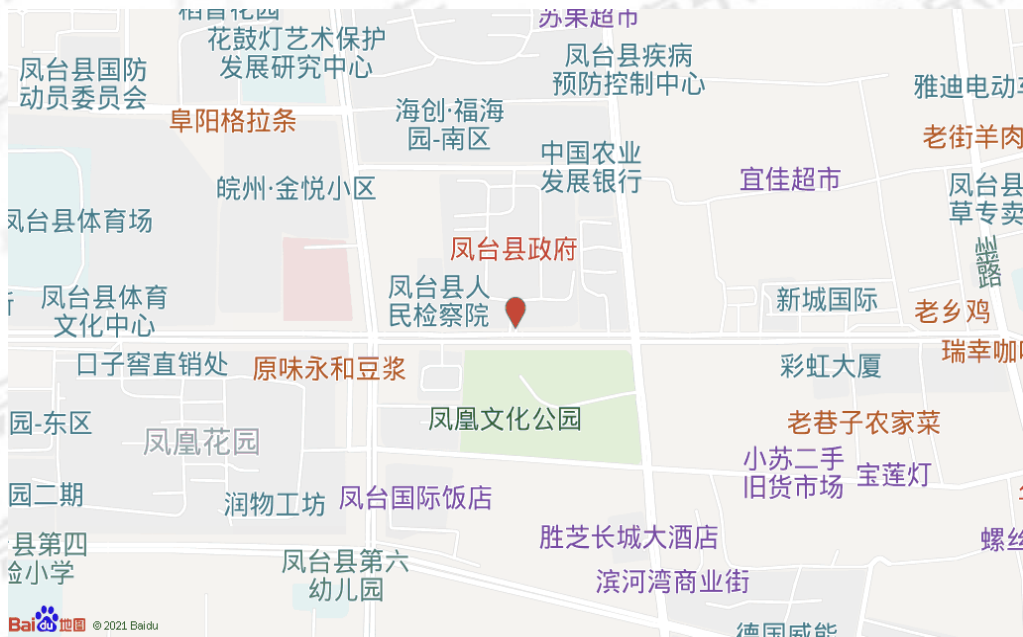 稻香花园
苏果超市
花鼓灯艺术保护
发展研究中心
凤台县疾病
预防控制中心
凤台县国防
动员委员会
雅迪电动车
海创·福海
园-南区
阜阳格拉条
老街羊肉
中国农业
发展银行
宜佳超市
皖州·金悦小区
凤台县
草专卖
凤台县体育场
凤台县政府
州来路
凤台县人
民检察院
凤台县体育
文化中心
新城国际
老乡鸡
口子窖直销处
原味永和豆浆
彩虹大厦
瑞幸咖啡
园-东区
凤凰花园
凤凰文化公园
老巷子农家菜
小苏二手
旧货市场
宝莲灯
园二期
润物工坊
凤台国际饭店
县第四
小学
胜芝长城大酒店
螺丝
凤台县第六
幼儿园
滨河湾商业街
德国威能
Bai du 地图 © 2021 Baidu